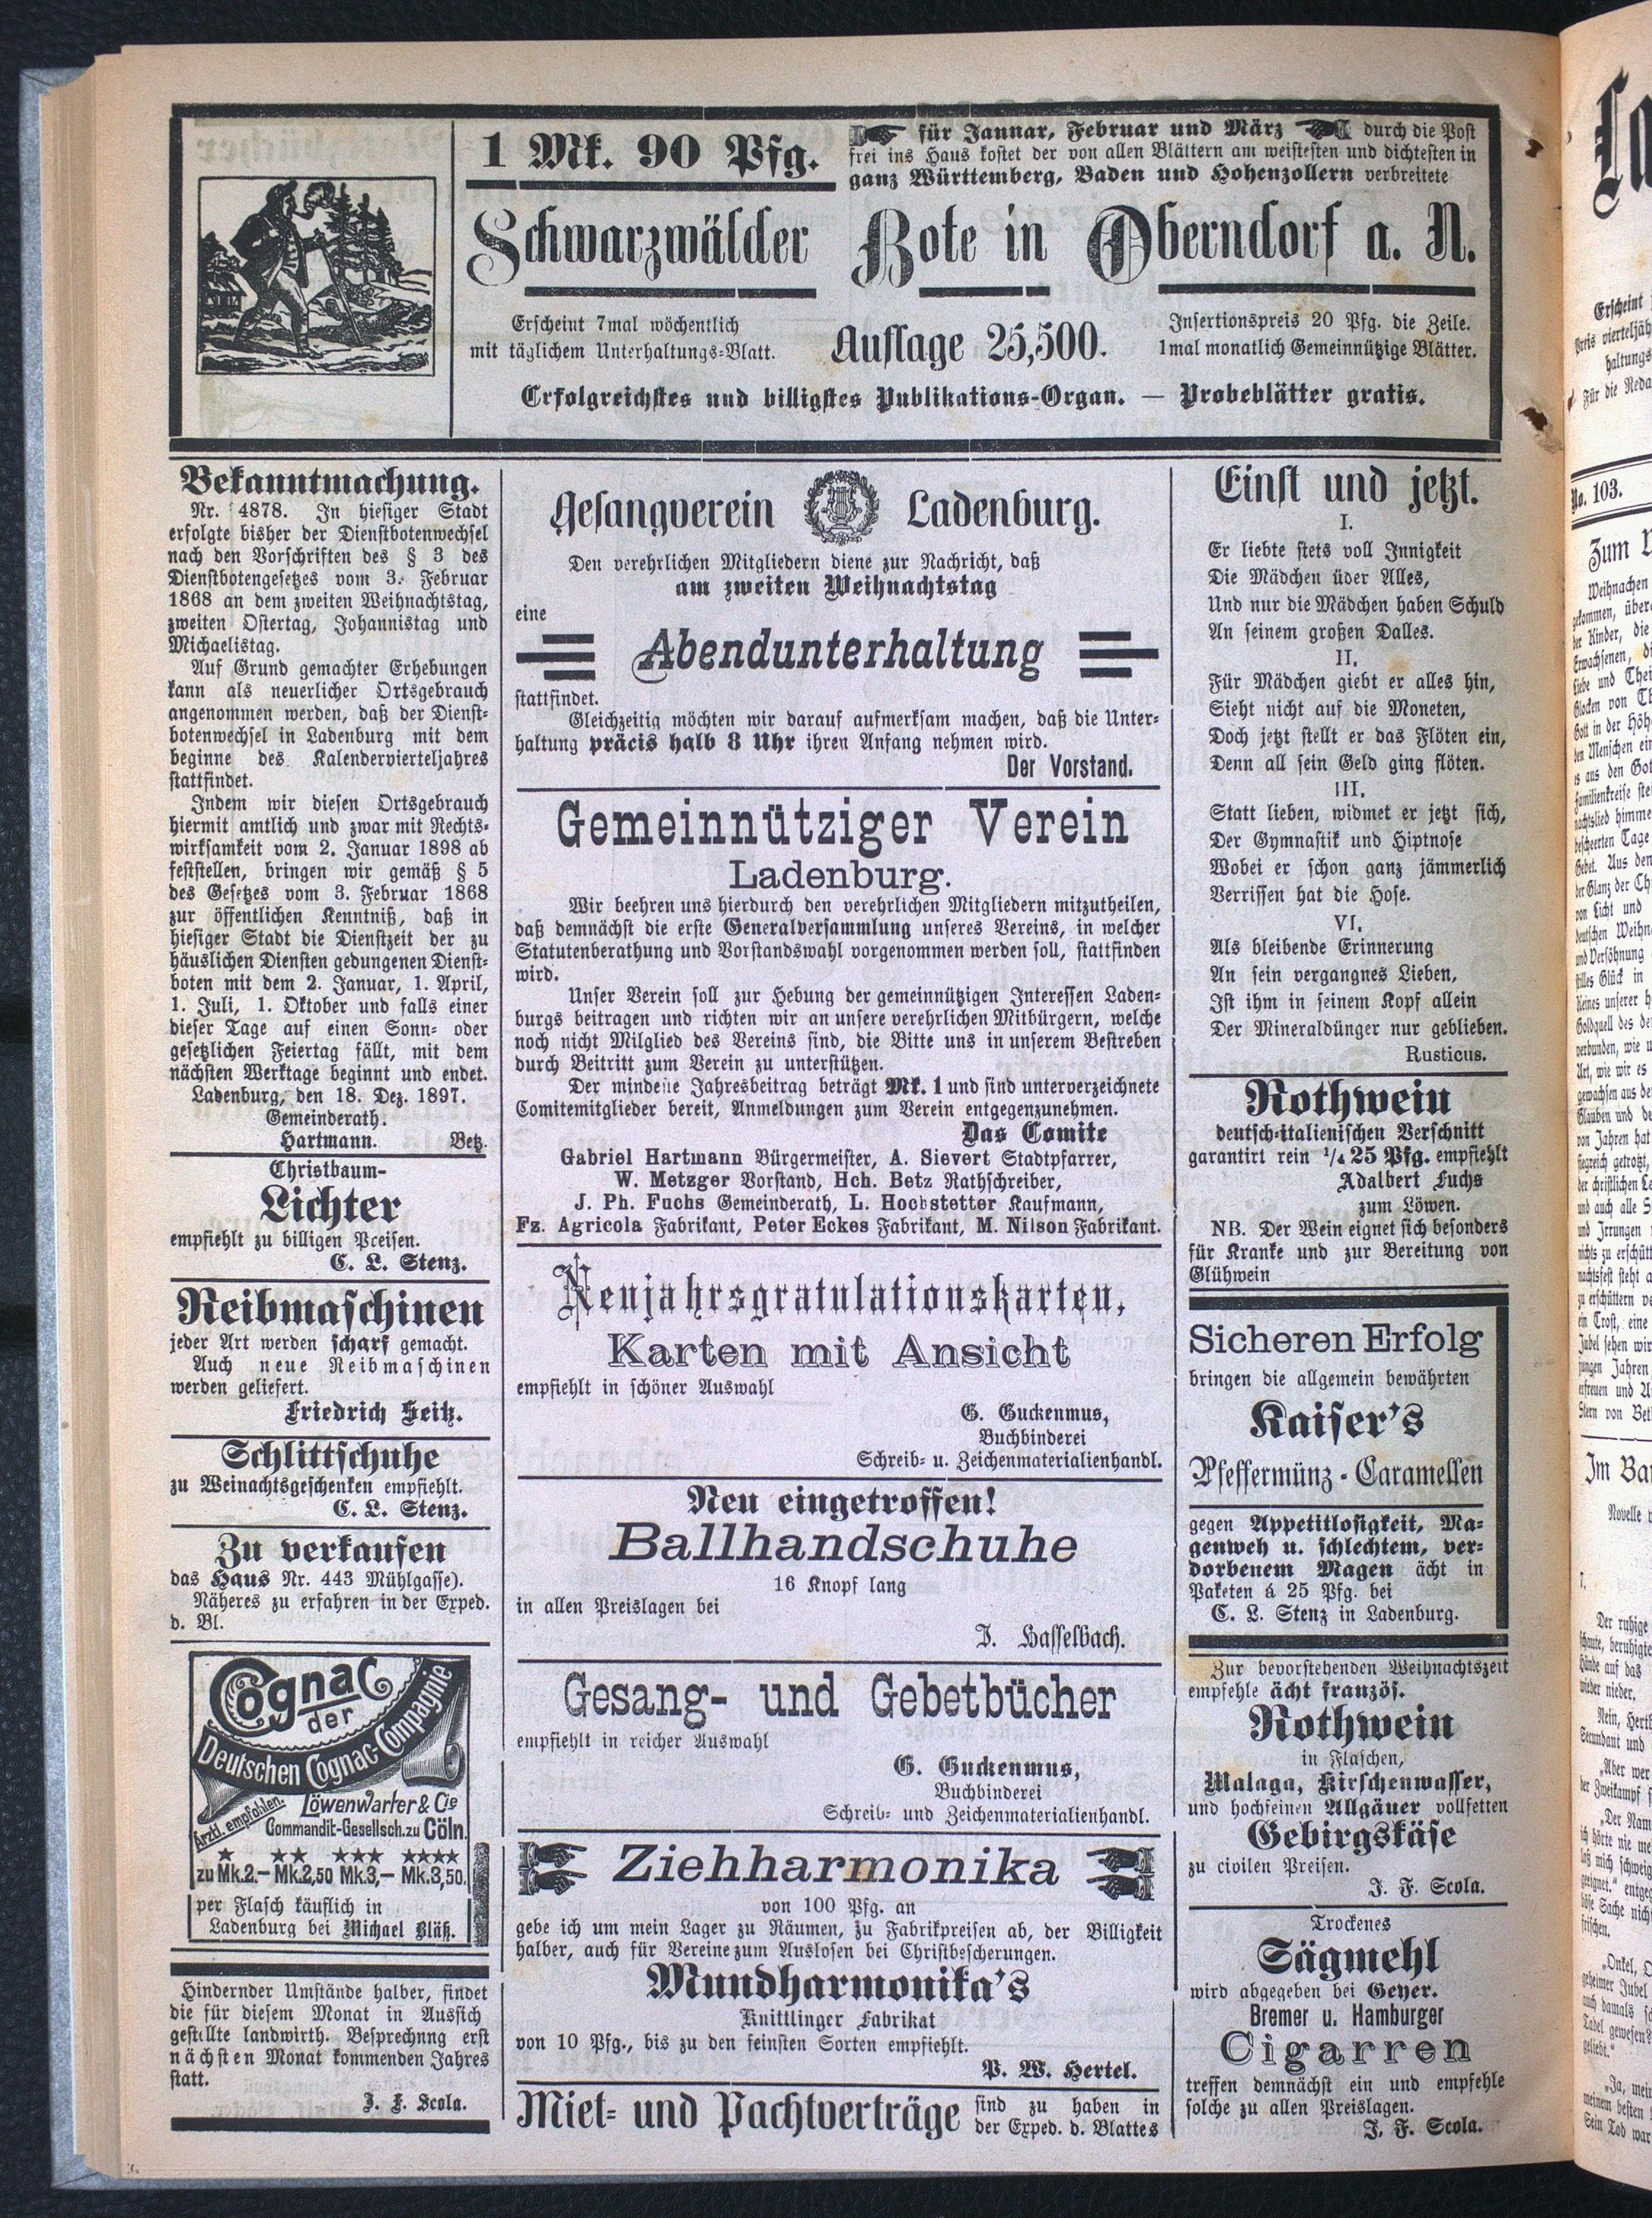 1 Mk. 90 Pfg.
für Januar, Februar und März durch die Post
frei ins Haus kostet der von allen Blättern am weistesten und dichtesten in
ganz Württemberg, Baden und Hohenzollern verbreitete
Schwarzwälder Bote in Oberndorf a. N.
Erscheint 7mal wöchentlich
mit täglichem Unterhaltungs-Blatt.
Auflage 25,500.
Insertionspreis 20 Pfg. die Zeile.
1mal monatlich Gemeinnützige Blätter.
Erfolgreichstes und billigstes Publikations-Organ. — Probeblätter gratis.
Bekanntmachung.
Nr. 4878. In hiesiger Stadt
erfolgte bisher der Dienstbotenwechsel
nach den Vorschriften des § 3 des
Dienstbotengesetzes vom 3. Februar
1868 an dem zweiten Weihnachtstag,
zweiten Ostertag, Johannistag und
Michaelistag.
Auf Grund gemachter Erhebungen
kann als neuerlicher Ortsgebrauch
angenommen werden, daß der Dienst-
botenwechsel in Ladenburg mit dem
beginne des Kalendervierteljahres
stattfindet.
Indem wir diesen Ortsgebrauch
hiermit amtlich und zwar mit Rechts-
wirksamkeit vom 2. Januar 1898 ab
feststellen, bringen wir gemäß § 5
des Gesetzes vom 3. Februar 1868
zur öffentlichen Kenntniß, daß in
hiesiger Stadt die Dienstzeit der zu
häuslichen Diensten gedungenen Dienst-
boten mit dem 2. Januar, 1. April,
1. Juli, 1. Oktober und falls einer
dieser Tage auf einen Sonn- oder
gesetzlichen Feiertag fällt, mit dem
nächsten Werktage beginnt und endet.
Ladenburg, den 18. Dez. 1897.
Gemeinderath.
Hartmann. Betz.
Christbaum-
Lichter
empfiehlt zu billigen Preisen.
C. L. Stenz.
Reibmaschinen
jeder Art werden scharf gemacht.
Auch neue Reibmaschinen
werden geliefert.
Friedrich Seitz.
Schlittschuhe
zu Weinachtsgeschenken empfiehlt.
C. L. Stenz.
Zu verkaufen
das Haus Nr. 443 Mühlgasse).
Näheres zu erfahren in der Exped.
d. Bl.
Cognac
der
Deutschen Cognac Compagnie
Ärztl. empfohlen.
Löwenwarter & Cie
Commandit-Gesellsch. zu Cöln.
★ ★★ ★★★ ★★★★
zu Mk.2.— Mk.2,50 Mk.3,— Mk.3,50.
per Flasch käuflich in
Ladenburg bei Michael Bläß.
Hindernder Umstände halber, findet
die für diesem Monat in Aussich
gestellte landwirth. Besprechnng erst
nächsten Monat kommenden Jahres
statt.
J. F. Scola.
Gesangverein Ladenburg.
Den verehrlichen Mitgliedern diene zur Nachricht, daß
am zweiten Weihnachtstag
eine
Abendunterhaltung
stattfindet.
Gleichzeitig möchten wir darauf aufmerksam machen, daß die Unter-
haltung präcis halb 8 Uhr ihren Anfang nehmen wird.
Der Vorstand.
Gemeinnütziger Verein
Ladenburg.
Wir beehren uns hierdurch den verehrlichen Mitgliedern mitzutheilen,
daß demnächst die erste Generalversammlung unseres Vereins, in welcher
Statutenberathung und Vorstandswahl vorgenommen werden soll, stattfinden
wird.
Unser Verein soll zur Hebung der gemeinnützigen Interessen Laden-
burgs beitragen und richten wir an unsere verehrlichen Mitbürgern, welche
noch nicht Milglied des Vereins sind, die Bitte uns in unserem Bestreben
durch Beitritt zum Verein zu unterstützen.
Der mindeste Jahresbeitrag beträgt Mk. 1 und sind unterverzeichnete
Comitemitglieder bereit, Anmeldungen zum Verein entgegenzunehmen.
Das Comite
Gabriel Hartmann Bürgermeister, A. Sievert Stadtpfarrer,
W. Metzger Vorstand, Hch. Betz Rathschreiber,
J. Ph. Fuchs Gemeinderath, L. Hochstetter Kaufmann,
Fz. Agricola Fabrikant, Peter Eckes Fabrikant, M. Nilson Fabrikant.
Neujahrsgratulationskarten,
Karten mit Ansicht
empfiehlt in schöner Auswahl
G. Guckenmus,
Buchbinderei
Schreib- u. Zeichenmaterialienhandl.
Neu eingetroffen!
Ballhandschuhe
16 Knopf lang
in allen Preislagen bei
J. Hasselbach.
Gesang- und Gebetbücher
empfiehlt in reicher Auswahl
G. Guckenmus,
Buchbinderei
Schreib- und Zeichenmaterialienhandl.
Ziehharmonika
von 100 Pfg. an
gebe ich um mein Lager zu Räumen, zu Fabrikpreisen ab, der Billigkeit
halber, auch für Vereine zum Auslosen bei Christbescherungen.
Mundharmonika's
Knittlinger Fabrikat
von 10 Pfg., bis zu den feinsten Sorten empfiehlt.
P. W. Hertel.
Miet- und Pachtverträge sind zu haben in
der Exped. d. Blattes
Einst und jetzt.
I.
Er liebte stets voll Innigkeit
Die Mädchen über Alles,
Und nur die Mädchen haben Schuld
An seinem großen Dalles.
II.
Für Mädchen giebt er alles hin,
Sieht nicht auf die Moneten,
Doch jetzt stellt er das Flöten ein,
Denn all sein Geld ging flöten.
III.
Statt lieben, widmet er jetzt sich,
Der Gymnastik und Hiptnose
Wobei er schon ganz jämmerlich
Verrissen hat die Hose.
VI.
Als bleibende Erinnerung
An sein vergangnes Lieben,
Ist ihm in seinem Kopf allein
Der Mineraldünger nur geblieben.
Rusticus.
Rothwein
deutsch-italienischen Verschnitt
garantirt rein ¼ 25 Pfg. empfiehlt
Adalbert Fuchs
zum Löwen.
NB. Der Wein eignet sich besonders
für Kranke und zur Bereitung von
Glühwein
Sicheren Erfolg
bringen die allgemein bewährten
Kaiser's
Pfeffermünz-Caramellen
gegen Appetitlosigkeit, Ma-
genweh u. schlechtem, ver-
dorbenem Magen ächt in
Paketen á 25 Pfg. bei
C. L. Stenz in Ladenburg.
Zur bevorstehenden Weihnachtszeit
empfehle ächt französ.
Rothwein
in Flaschen,
Malaga, Kirschenwasser,
und hochfeinen Allgäuer vollfetten
Gebirgskäse
zu civilen Preisen.
J. F. Scola.
Trockenes
Sägmehl
wird abgegeben bei Geyer.
Bremer u. Hamburger
Cigarren
treffen demnächst ein und empfehle
solche zu allen Preislagen.
J. F. Scola.
No. 103.